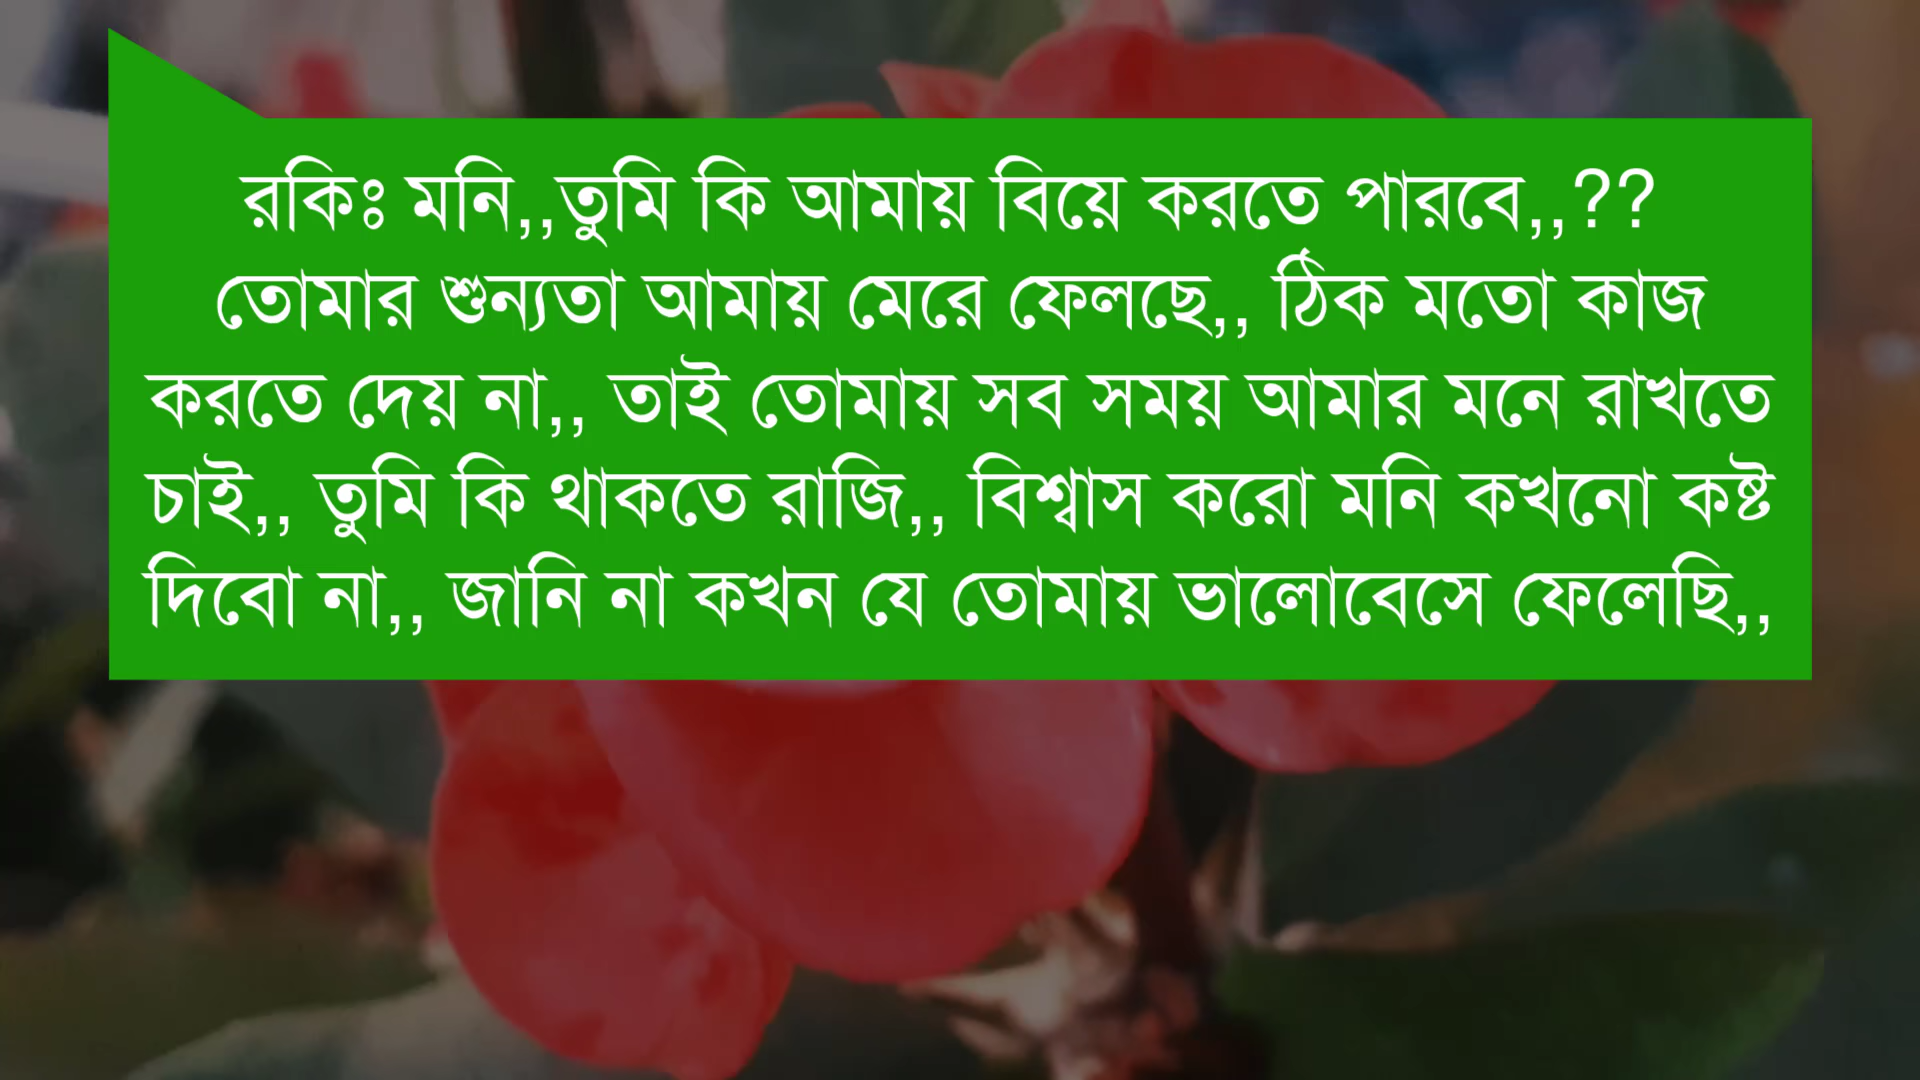 রকিঃ মনি,,তুমি কি আমায় বিয়ে করতে পারবে,,??
তোমার শুন্যতা আমায় মেরে ফেলছে,, ঠিক মতো কাজ
করতে দেয় না,, তাই তোমায় সব সময় আমার মনে রাখতে
চাই,, তুমি কি থাকতে রাজি,, বিশ্বাস করো মনি কখনো কষ্ট
দিবো না,, জানি না কখন যে তোমায় ভালোবেসে ফেলেছি,,